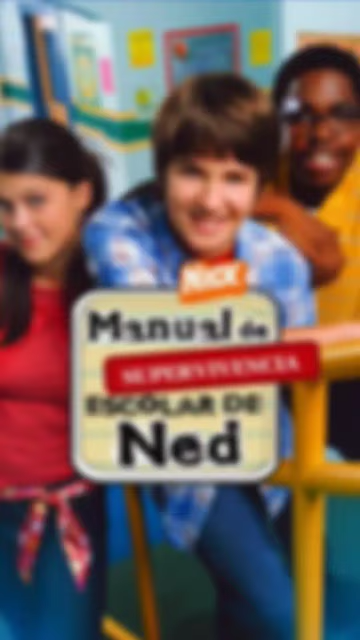 NICK
Manual de
SUPERVIVENCIA
ESCOLAR DE
Ned